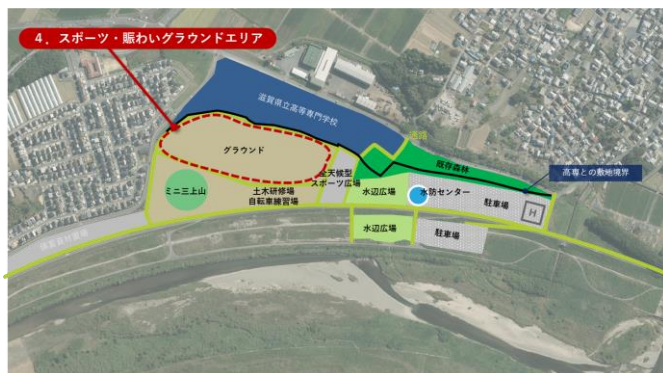 ４．スポーツ・賑わいグラウンドエリア
滋賀県立高等専門学校
通路
グラウンド
既存森林
高専との敷地境界
全天候型
スポーツ広場
ミニ三上山
土木研修場
自転車練習場
水辺広場
水防センター
駐車場
H
水辺広場
駐車場